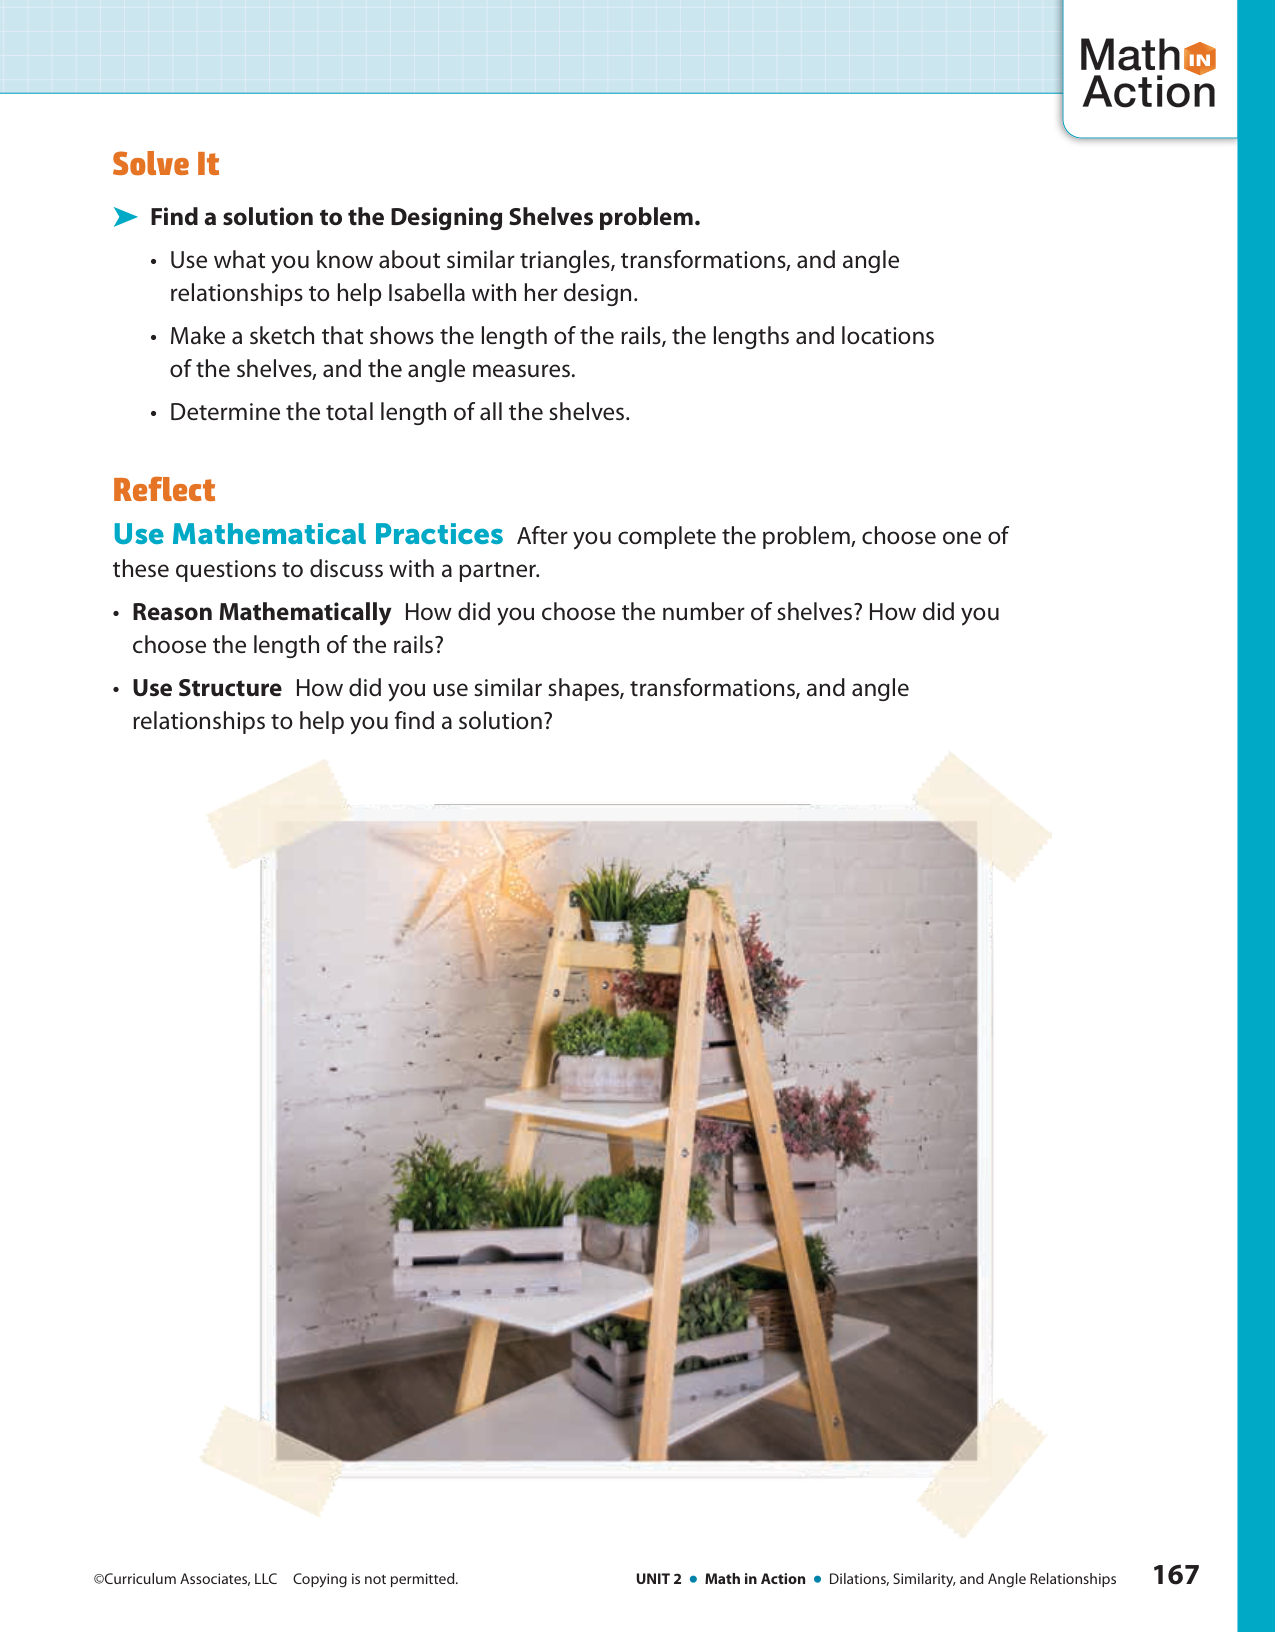 Math IN
Action
Solve It
➤ Find a solution to the Designing Shelves problem.
• Use what you know about similar triangles, transformations, and angle
relationships to help Isabella with her design.
• Make a sketch that shows the length of the rails, the lengths and locations
of the shelves, and the angle measures.
• Determine the total length of all the shelves.
Reflect
Use Mathematical Practices After you complete the problem, choose one of
these questions to discuss with a partner.
• Reason Mathematically How did you choose the number of shelves? How did you
choose the length of the rails?
• Use Structure How did you use similar shapes, transformations, and angle
relationships to help you find a solution?
©Curriculum Associates, LLC Copying is not permitted.
UNIT 2 • Math in Action • Dilations, Similarity, and Angle Relationships 167